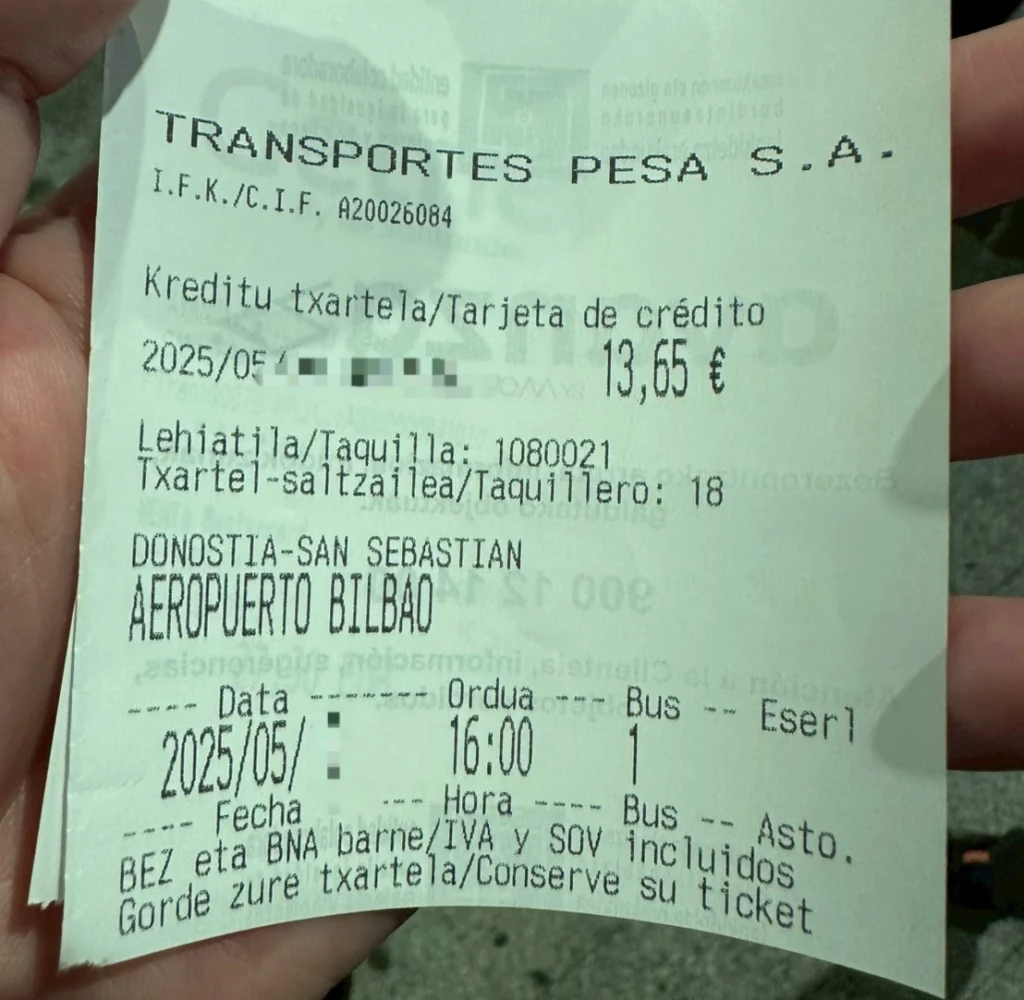 TRANSPORTES PESA S.A.
I.F.K./C.I.F. A20026084
Kreditu txartela/Tarjeta de crédito
2025/05/ 13,65 €
Lehiatila/Taquilla: 1080021
Txartel-saltzailea/Taquillero: 18
DONOSTIA-SAN SEBASTIAN
AEROPUERTO BILBAO
---- Data ------- Ordua --- Bus -- Eserl
2025/05/ 16:00 1
---- Fecha --- Hora ---- Bus -- Asto.
BEZ eta BNA barne/IVA y SOV incluidos
Gorde zure txartela/Conserve su ticket